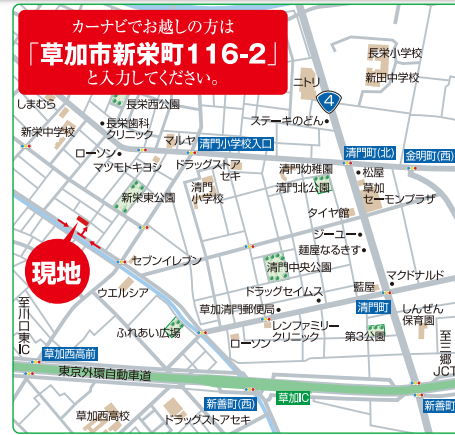 カーナビでお越しの方は
「草加市新栄町116-2」
と入力してください。
長栄小学校
新田中学校
ニトリ
4
ステーキのどん
しまむら
長栄西公園
長栄歯科
クリニック
新栄中学校
マルヤ
清門小学校入口
清門町(北)
金明町(西)
ローソン
マツモトキヨシ
ドラッグストア
セキ
清門幼稚園
松屋
清門
小学校
清門北公園
草加
セーモンプラザ
新栄東公園
タイヤ館
ジーユー
麺屋なるきす
現地
セブンイレブン
清門中央公園
マクドナルド
ウエルシア
ドラッグセイムス
藍屋
至川口東IC
草加清門郵便局
清門町
しんぜん
保育園
ふれあい広場
レンファミリー
クリニック
ローソン
第3公園
至三郷JCT
草加西高前
東京外環自動車道
新善町(西)
草加IC
新善町
草加西高校
ドラッグストアセキ